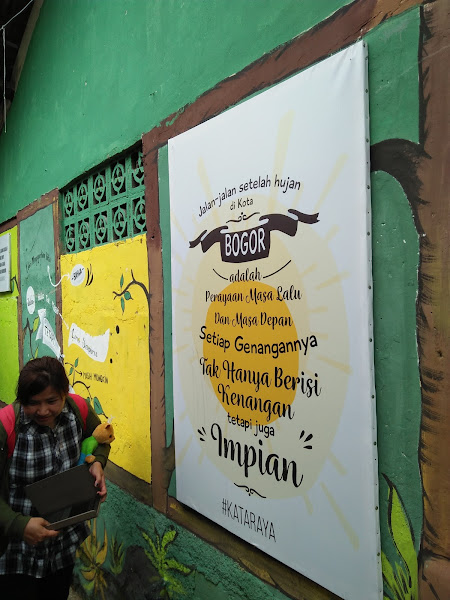 Jalan-jalan setelah hujan
di Kota
BOGOR
adalah
Perayaan Masa Lalu
Dan Masa Depan
Setiap Genangannya
Tak Hanya Berisi
Kenangan
tetapi juga
"Impian"
#KATARAYA